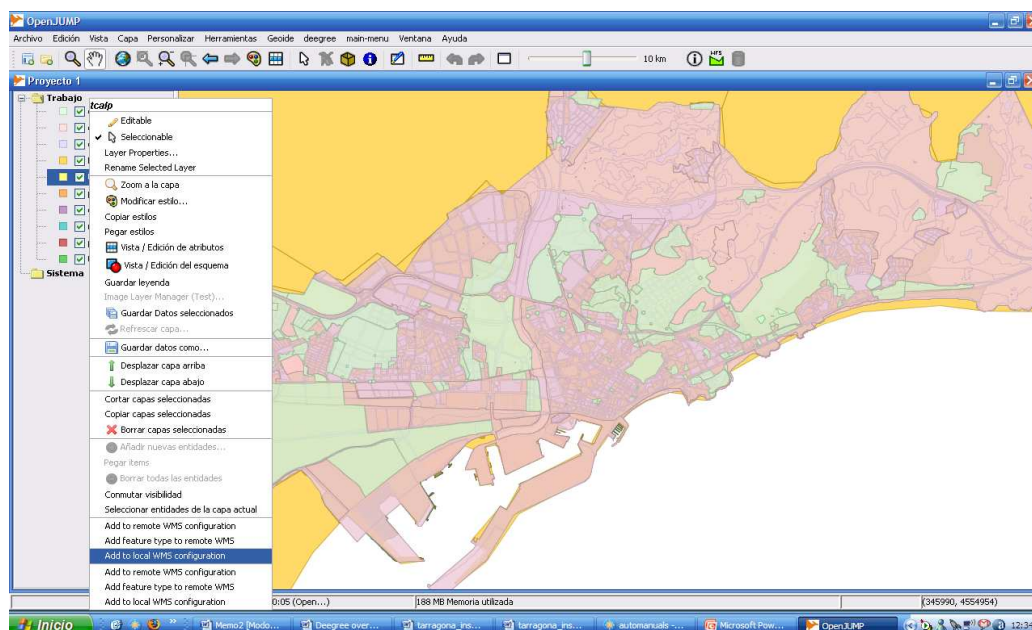 OpenJUMP
Archivo Edición Vista Capa Personalizar Herramientas Geoide deegree main-menu Ventana Ayuda
10 km
WFS
Proyecto 1
Trabajo
Sistema
tcalp
Editable
Seleccionable
Layer Properties...
Rename Selected Layer
Zoom a la capa
Modificar estilo...
Copiar estilos
Pegar estilos
Vista / Edición de atributos
Vista / Edición del esquema
Guardar leyenda
Image Layer Manager (Test)...
Guardar Datos seleccionados
Refrescar capa...
Guardar datos como...
Desplazar capa arriba
Desplazar capa abajo
Cortar capas seleccionadas
Copiar capas seleccionadas
Borrar capas seleccionadas
Añadir nuevas entidades...
Pegar items
Borrar todas las entidades
Conmutar visibilidad
Seleccionar entidades de la capa actual
Add to remote WMS configuration
Add feature type to remote WMS
Add to local WMS configuration
Add to remote WMS configuration
Add feature type to remote WMS
Add to local WMS configuration
0:05 (Open...) 188 MB Memoria utilizada (345990, 4554954)
Inicio Memo2 [Modo... Deegree over... tarragona_ins... tarragona_ins... automanuals -... Microsoft Pow... OpenJUMP 12:34